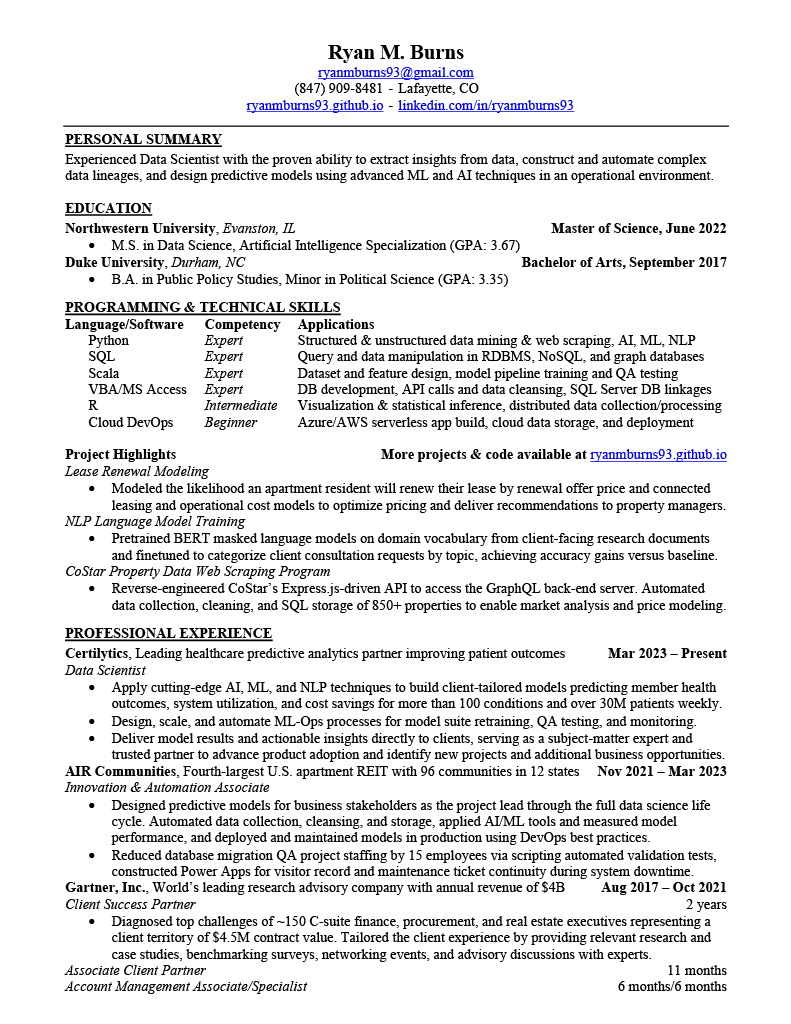 Ryan M. Burns
ryanmburns93@gmail.com
(847) 909-8481 - Lafayette, CO
ryanmburns93.github.io - linkedin.com/in/ryanmburns93
PERSONAL SUMMARY
Experienced Data Scientist with the proven ability to extract insights from data, construct and automate complex
data lineages, and design predictive models using advanced ML and AI techniques in an operational environment.
EDUCATION
Northwestern University, Evanston, IL Master of Science, June 2022
• M.S. in Data Science, Artificial Intelligence Specialization (GPA: 3.67)
Duke University, Durham, NC Bachelor of Arts, September 2017
• B.A. in Public Policy Studies, Minor in Political Science (GPA: 3.35)
PROGRAMMING & TECHNICAL SKILLS
Language/Software Competency Applications
Python Expert Structured & unstructured data mining & web scraping, AI, ML, NLP
SQL Expert Query and data manipulation in RDBMS, NoSQL, and graph databases
Scala Expert Dataset and feature design, model pipeline training and QA testing
VBA/MS Access Expert DB development, API calls and data cleansing, SQL Server DB linkages
R Intermediate Visualization & statistical inference, distributed data collection/processing
Cloud DevOps Beginner Azure/AWS serverless app build, cloud data storage, and deployment
Project Highlights More projects & code available at ryanmburns93.github.io
Lease Renewal Modeling
• Modeled the likelihood an apartment resident will renew their lease by renewal offer price and connected
leasing and operational cost models to optimize pricing and deliver recommendations to property managers.
NLP Language Model Training
• Pretrained BERT masked language models on domain vocabulary from client-facing research documents
and finetuned to categorize client consultation requests by topic, achieving accuracy gains versus baseline.
CoStar Property Data Web Scraping Program
• Reverse-engineered CoStar's Express.js-driven API to access the GraphQL back-end server. Automated
data collection, cleaning, and SQL storage of 850+ properties to enable market analysis and price modeling.
PROFESSIONAL EXPERIENCE
Certilytics, Leading healthcare predictive analytics partner improving patient outcomes Mar 2023 – Present
Data Scientist
• Apply cutting-edge AI, ML, and NLP techniques to build client-tailored models predicting member health
outcomes, system utilization, and cost savings for more than 100 conditions and over 30M patients weekly.
• Design, scale, and automate ML-Ops processes for model suite retraining, QA testing, and monitoring.
• Deliver model results and actionable insights directly to clients, serving as a subject-matter expert and
trusted partner to advance product adoption and identify new projects and additional business opportunities.
AIR Communities, Fourth-largest U.S. apartment REIT with 96 communities in 12 states Nov 2021 – Mar 2023
Innovation & Automation Associate
• Designed predictive models for business stakeholders as the project lead through the full data science life
cycle. Automated data collection, cleansing, and storage, applied AI/ML tools and measured model
performance, and deployed and maintained models in production using DevOps best practices.
• Reduced database migration QA project staffing by 15 employees via scripting automated validation tests,
constructed Power Apps for visitor record and maintenance ticket continuity during system downtime.
Gartner, Inc., World's leading research advisory company with annual revenue of $4B Aug 2017 – Oct 2021
Client Success Partner 2 years
• Diagnosed top challenges of ~150 C-suite finance, procurement, and real estate executives representing a
client territory of $4.5M contract value. Tailored the client experience by providing relevant research and
case studies, benchmarking surveys, networking events, and advisory discussions with experts.
Associate Client Partner 11 months
Account Management Associate/Specialist 6 months/6 months